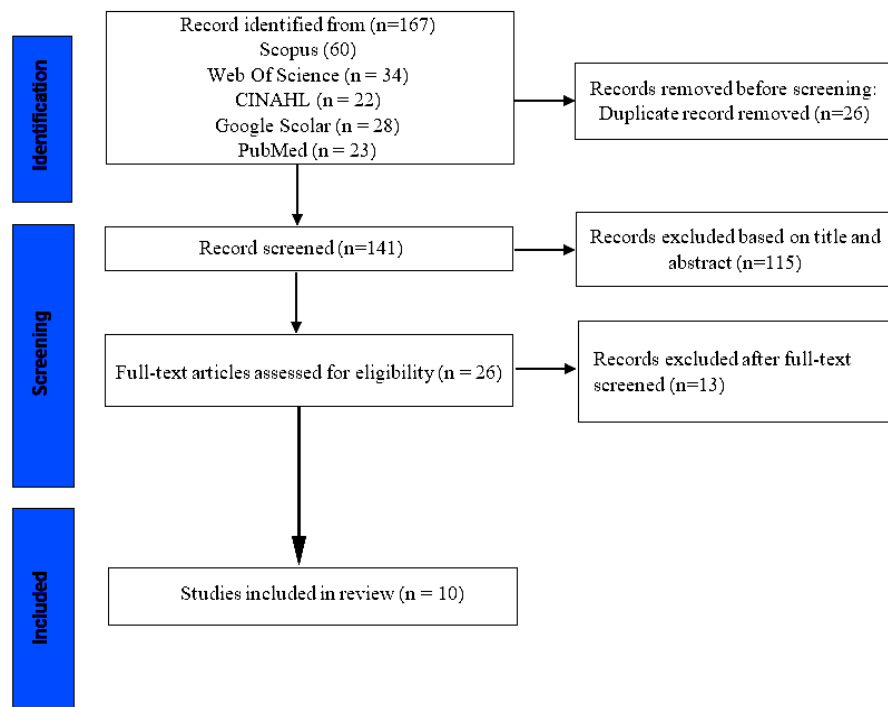 Identification
Record identified from (n=167)
Scopus (60)
Web Of Science (n = 34)
CINAHL (n = 22)
Google Scolar (n = 28)
PubMed (n = 23)
Records removed before screening:
Duplicate record removed (n=26)
Screening
Record screened (n=141)
Records excluded based on title and
abstract (n=115)
Full-text articles assessed for eligibility (n = 26)
Records excluded after full-text
screened (n=13)
Included
Studies included in review (n = 10)